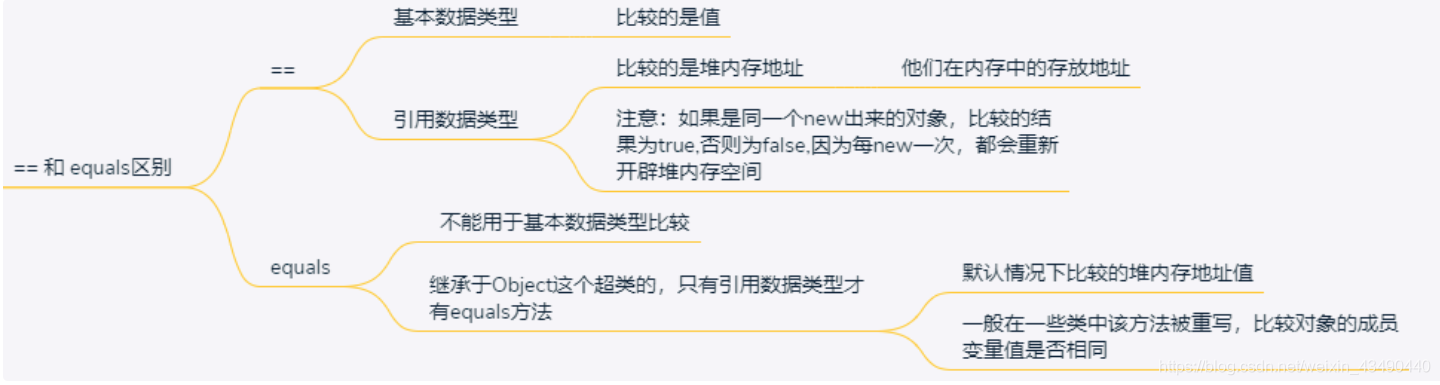 == 和 equals区别
==
基本数据类型
比较的是值
引用数据类型
比较的是堆内存地址
他们在内存中的存放地址
注意：如果是同一个new出来的对象，比较的结
果为true,否则为false,因为每new一次，都会重新
开辟堆内存空间
equals
不能用于基本数据类型比较
继承于Object这个超类的，只有引用数据类型才
有equals方法
默认情况下比较的堆内存地址值
一般在一些类中该方法被重写，比较对象的成员
变量值是否相同
https://blog.csdn.net/weixin_43490440